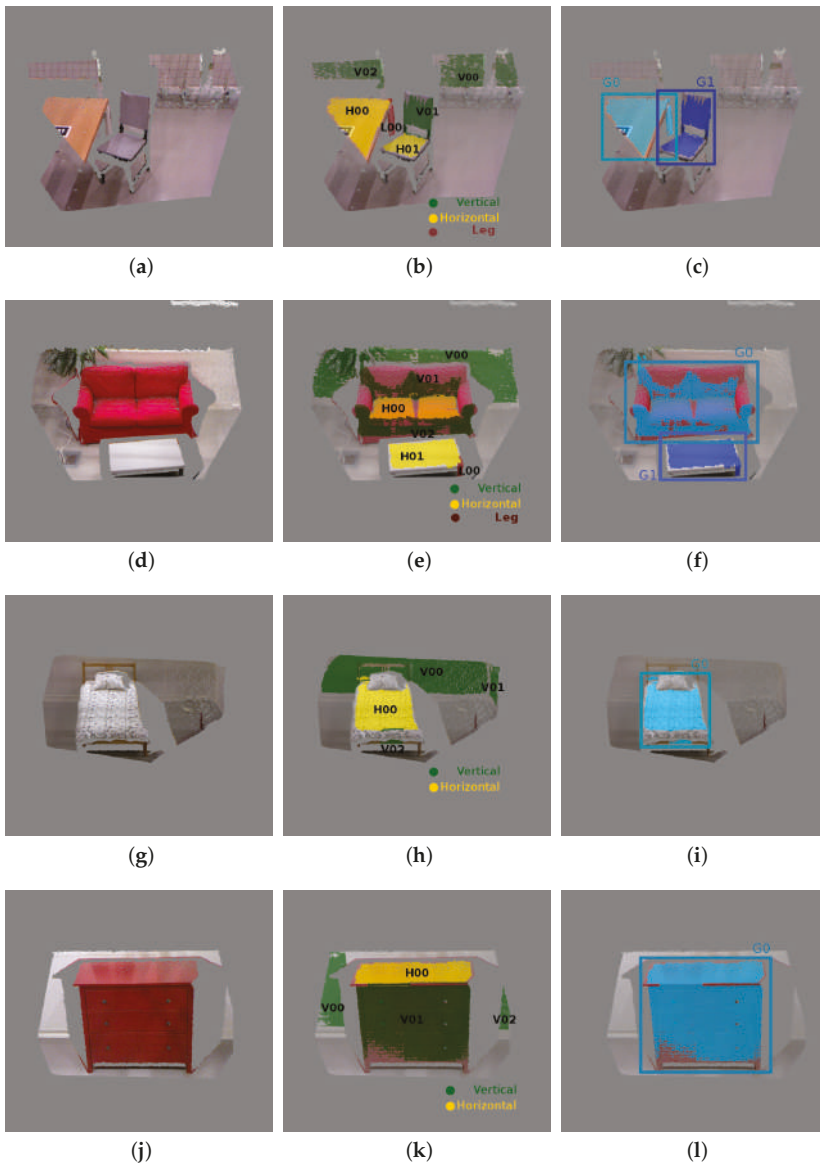 V02
V00
H00
V01
L00
H01
Vertical
Horizontal
Leg
G0
G1
(a)
(b)
(c)
V00
V01
H00
V02
H01
L00
Vertical
Horizontal
Leg
G0
G1
(d)
(e)
(f)
V00
V01
H00
V02
Vertical
Horizontal
(g)
(h)
(i)
H00
V00
V01
V02
Vertical
Horizontal
G0
(j)
(k)
(l)